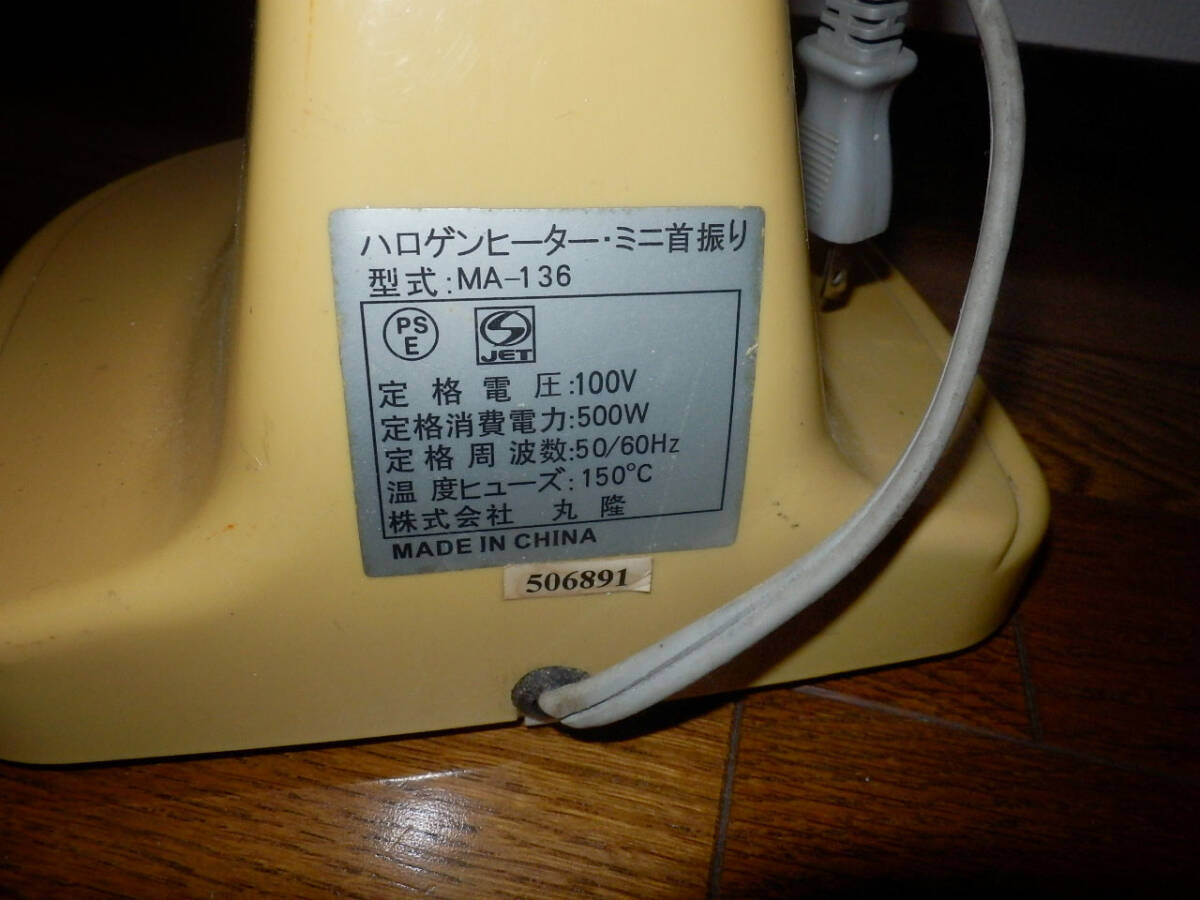 ハロゲンヒーター・ミニ首振り
型式:MA-136
PS
E
JET
定格電圧:100V
定格消費電力:500W
定格周波数:50/60Hz
温度ヒューズ:150°C
株式会社 丸隆
MADE IN CHINA
506891